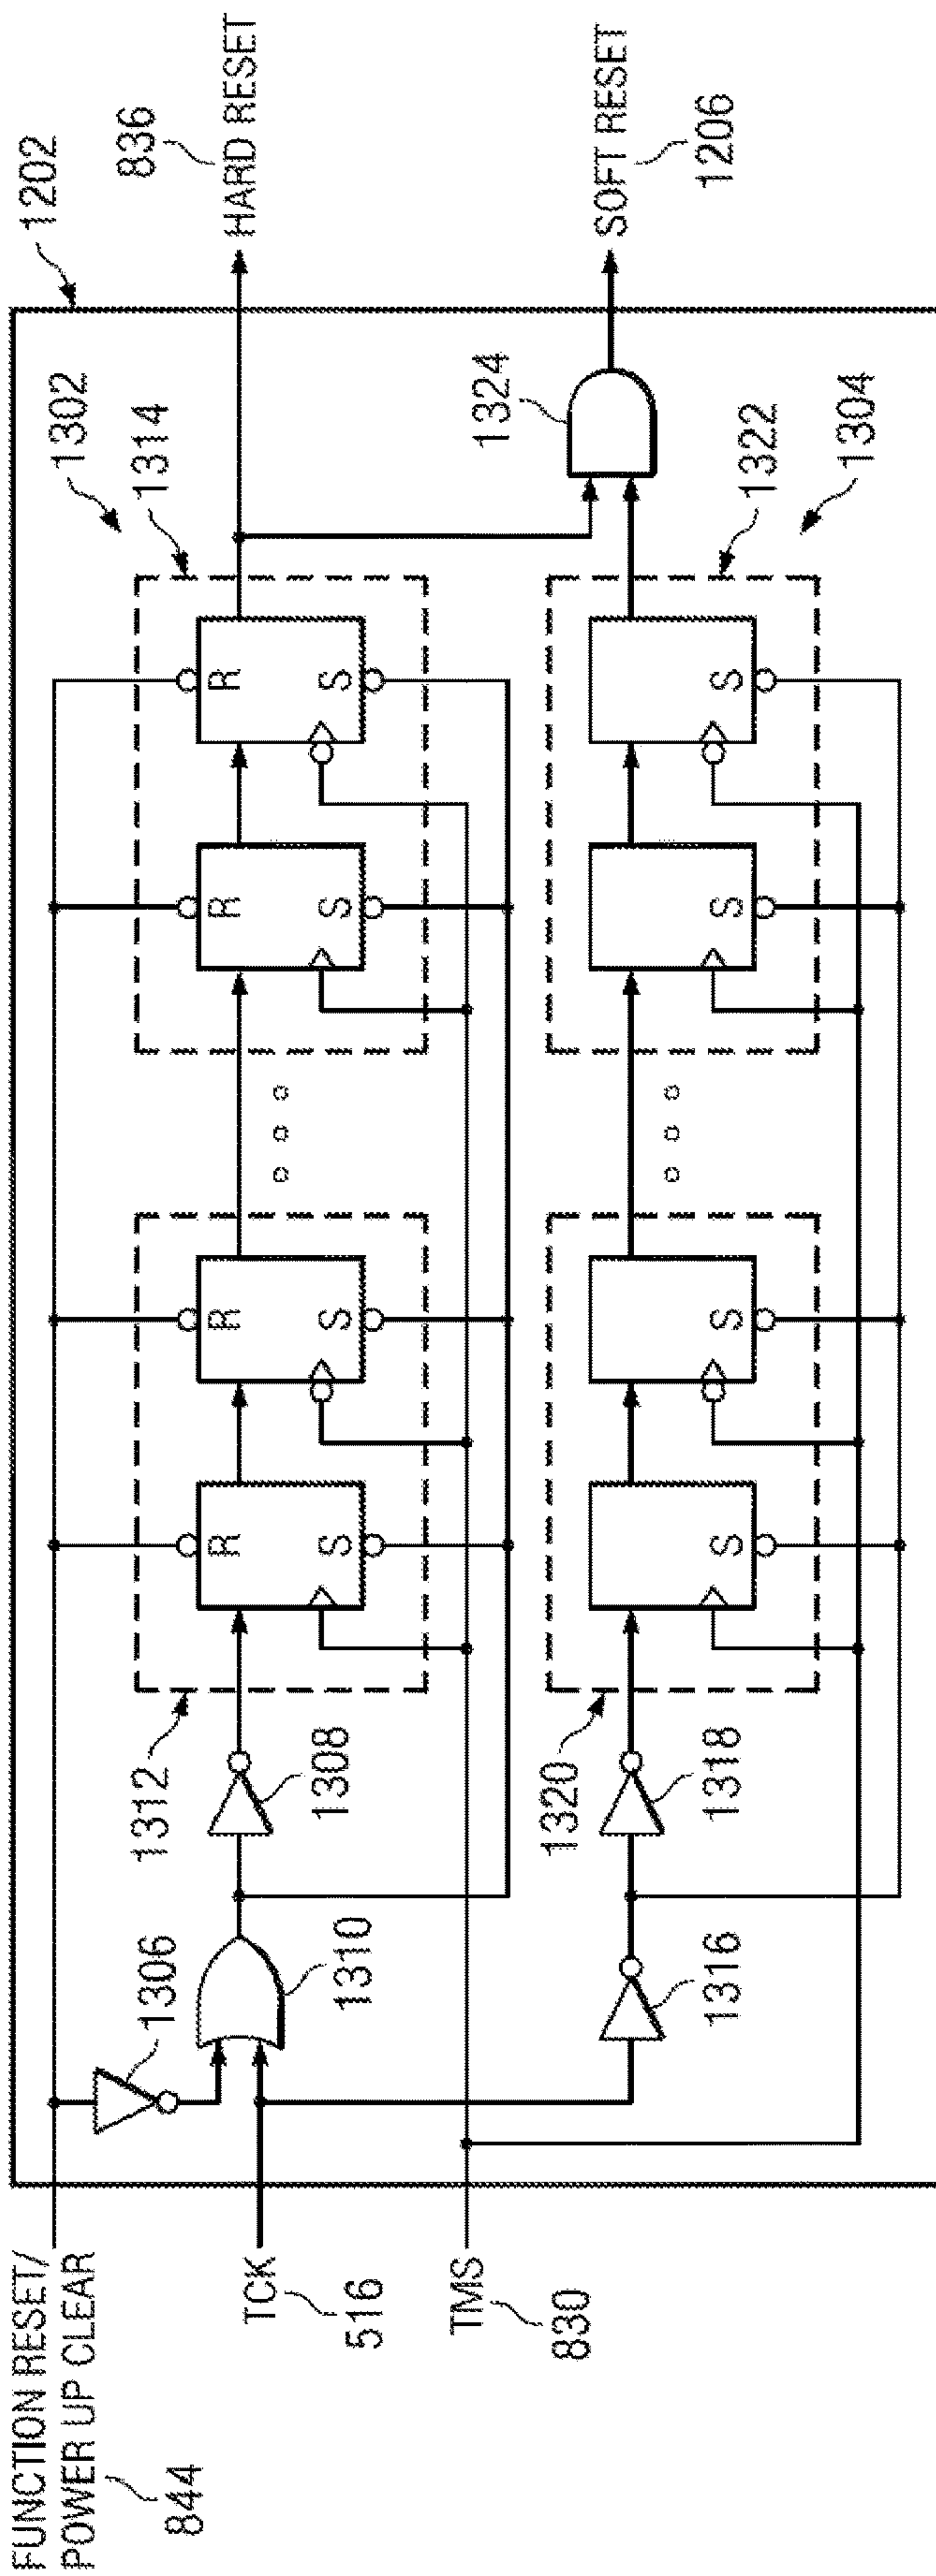 1202
836
HARD RESET
1302
1314
1324
SOFT RESET
1206
1322
1304
R
S
R
S
R
S
R
S
S
S
S
S
1312
1308
1306
1310
1320
1318
1316
FUNCTION RESET/
POWER UP CLEAR
844
TCK
516
TMS
830